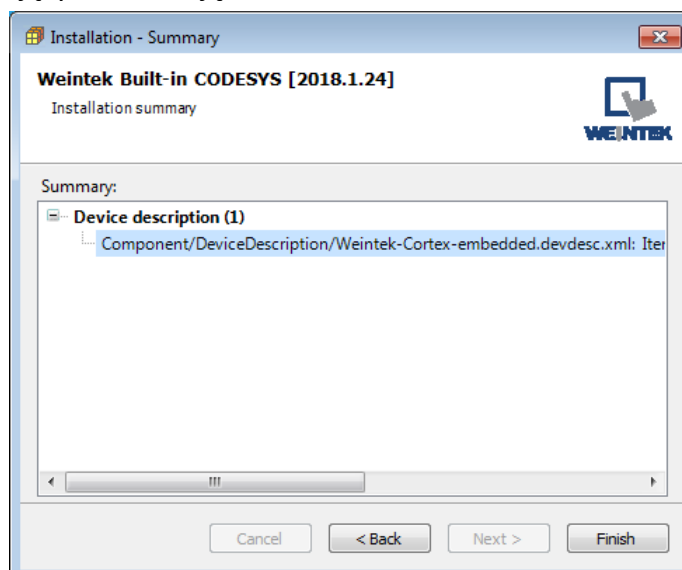 Installation - Summary
Weintek Built-in CODESYS [2018.1.24]
Installation summary
WEINTEK
Summary:
Device description (1)
Component/DeviceDescription/Weintek-Cortex-embedded.devdesc.xml: Iter
Cancel
< Back
Next >
Finish